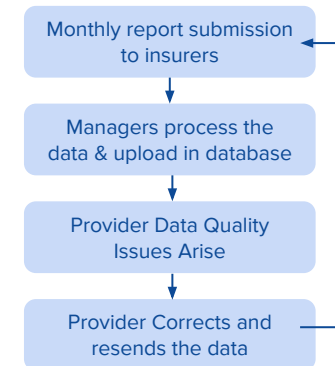 Monthly report submission
to insurers
Managers process the
data & upload in database
Provider Data Quality
Issues Arise
Provider Corrects and
resends the data